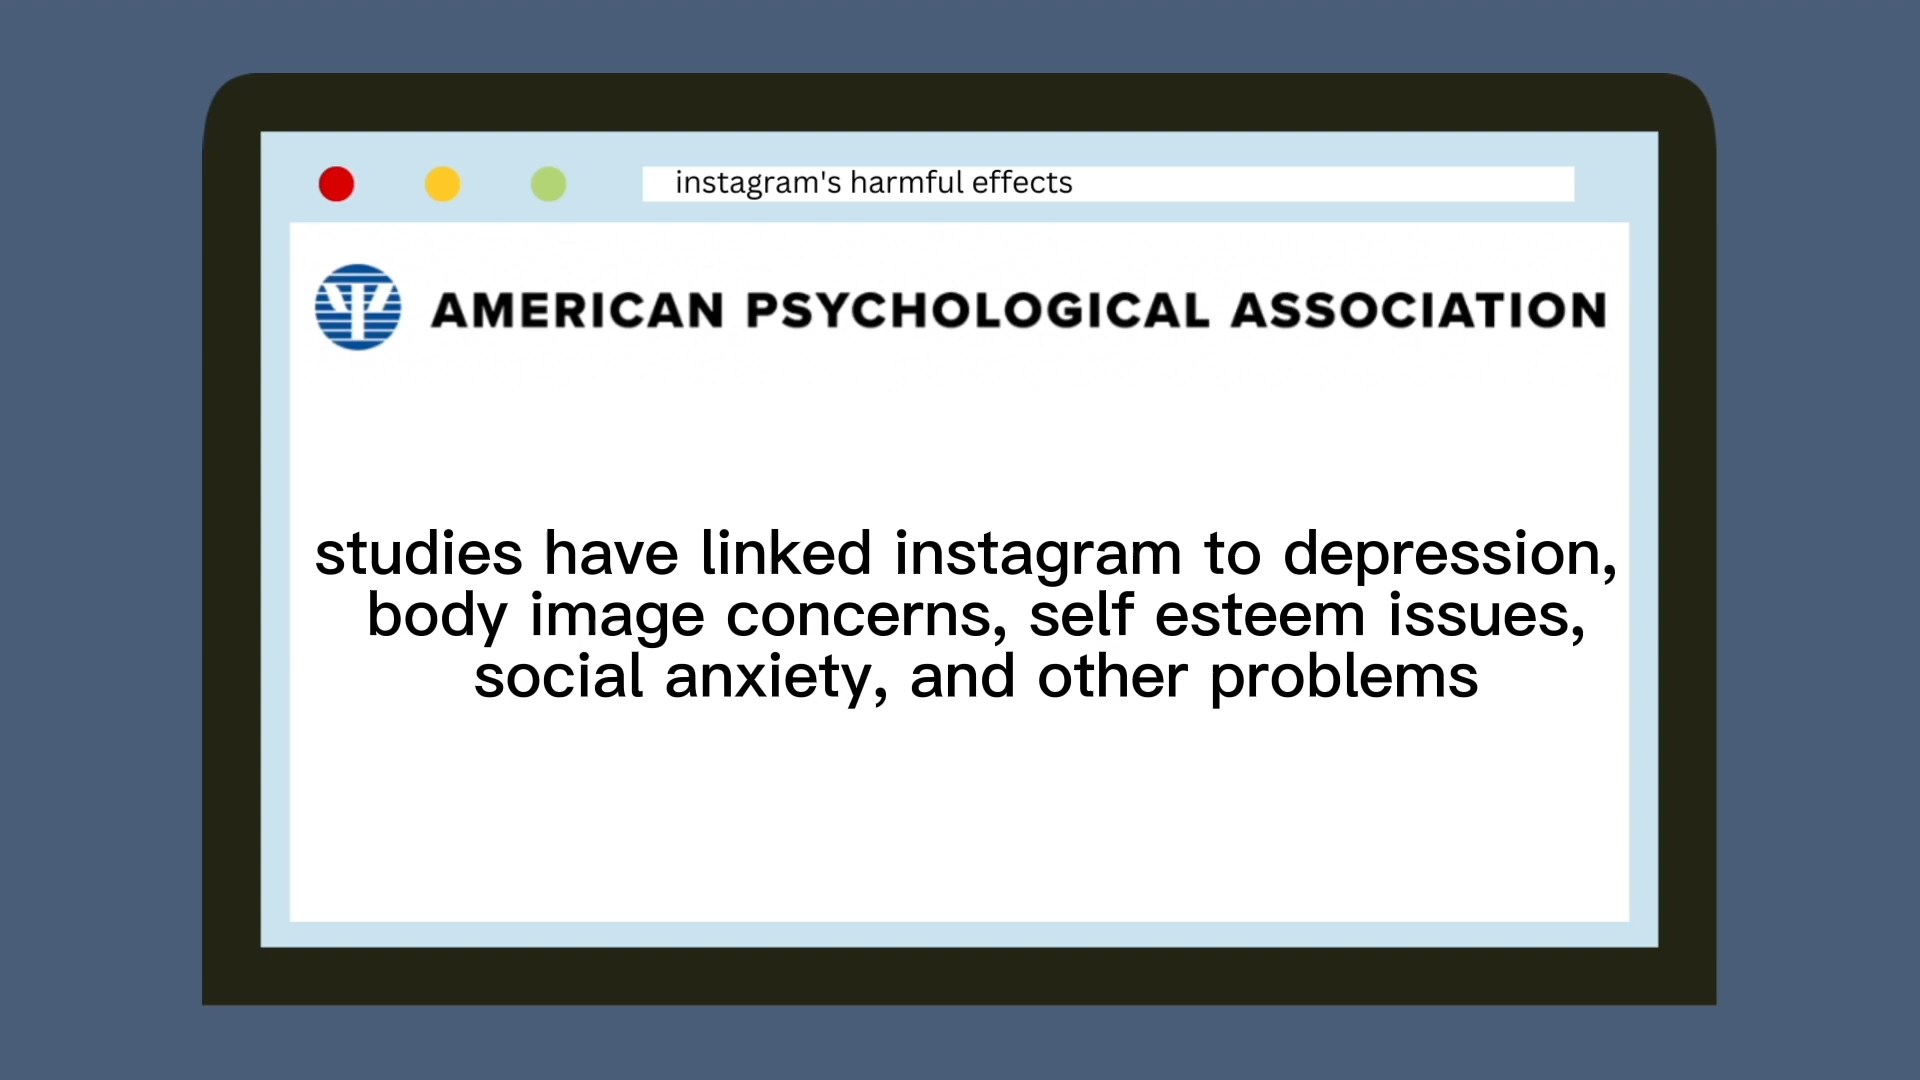 instagram's harmful effects
AMERICAN PSYCHOLOGICAL ASSOCIATION
studies have linked instagram to depression,
body image concerns, self esteem issues,
social anxiety, and other problems